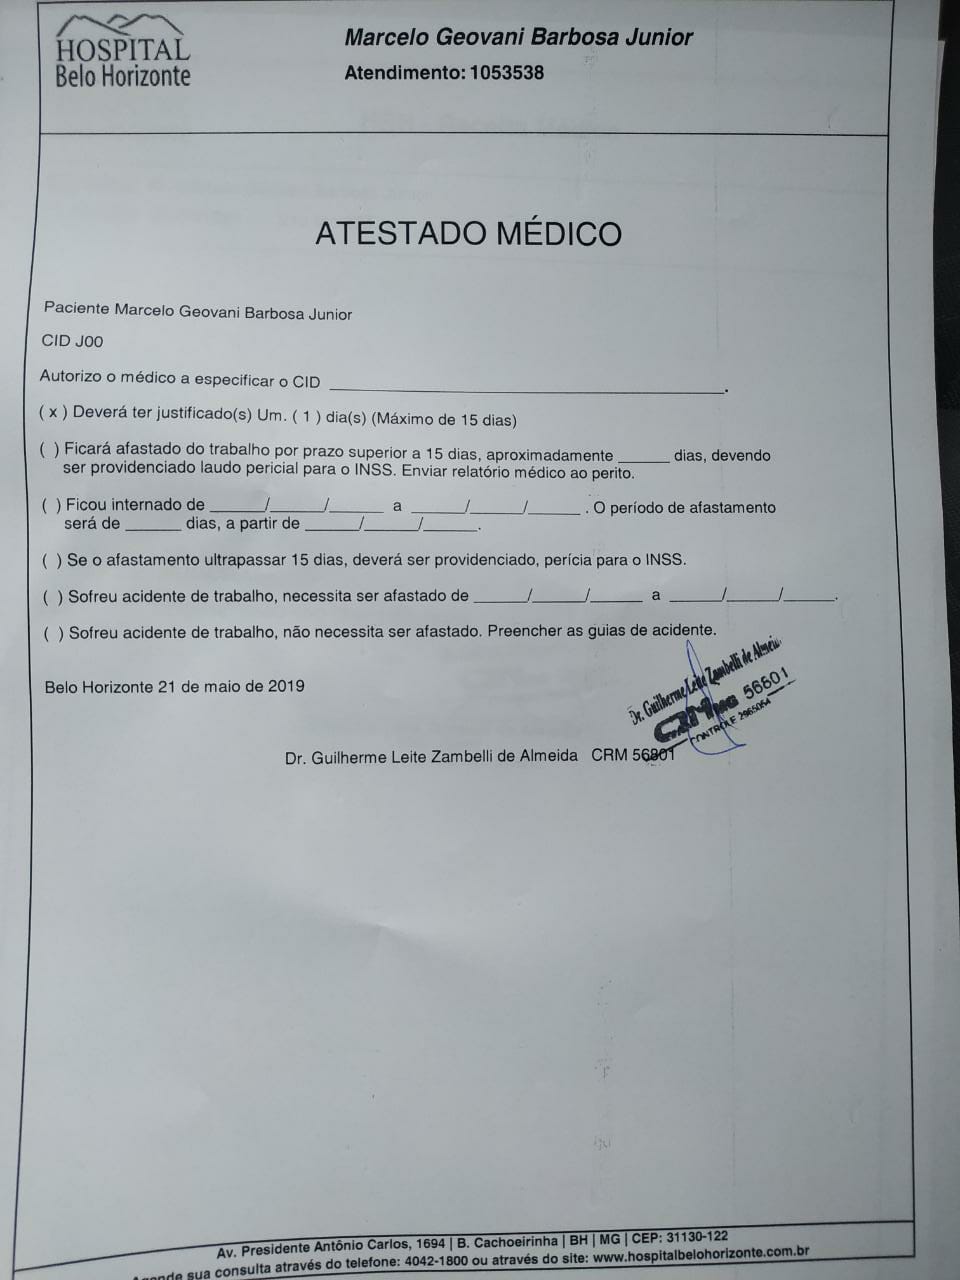 HOSPITAL
Belo Horizonte
Marcelo Geovani Barbosa Junior
Atendimento: 1053538
ATESTADO MÉDICO
Paciente Marcelo Geovani Barbosa Junior
CID J00
Autorizo o médico a especificar o CID ____________________.
( x ) Deverá ter justificado(s) Um. ( 1 ) dia(s) (Máximo de 15 dias)
( ) Ficará afastado do trabalho por prazo superior a 15 dias, aproximadamente ______ dias, devendo
ser providenciado laudo pericial para o INSS. Enviar relatório médico ao perito.
( ) Ficou internado de ______/______/______ a ______/______/______ . O período de afastamento
será de ______ dias, a partir de ______/______/______.
( ) Se o afastamento ultrapassar 15 dias, deverá ser providenciado, perícia para o INSS.
( ) Sofreu acidente de trabalho, necessita ser afastado de ______/______/______ a ______/______/______.
( ) Sofreu acidente de trabalho, não necessita ser afastado. Preencher as guias de acidente.
Dr. Guilherme Leite Zambelli de
56801
CONTROLE 2965064
Belo Horizonte 21 de maio de 2019
Dr. Guilherme Leite Zambelli de Almeida CRM 56801
Av. Presidente Antônio Carlos, 1694 | B. Cachoeirinha | BH | MG | CEP: 31130-122
sua consulta através do telefone: 4042-1800 ou através do site: www.hospitalbelohorizonte.com.br